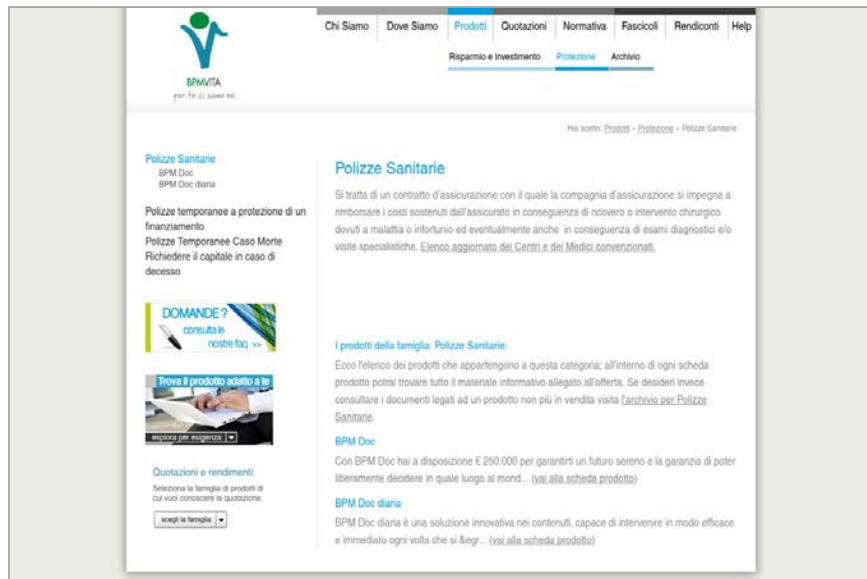 Chi Siamo Dove Siamo Prodotti Quotazioni Normativa Fascicoli Rendiconti Help
Risparmio e Investimento Protezione Archivio
BPMVITA
per te ci siamo noi
Hai scelto: Prodotti - Protezione - Polizze Sanitarie
Polizze Sanitarie
BPM Doc
BPM Doc diaria
Polizze temporanee a protezione di un
finanziamento
Polizze Temporanee Caso Morte
Richiedere il capitale in caso di
decesso
DOMANDE?
consulta le
nostre faq >>
Trova il prodotto adatto a te
esplora per esigenza
Quotazioni e rendimenti:
Seleziona la famiglia di prodotti di
cui vuoi conoscere la quotazione.
scegli la famiglia
Polizze Sanitarie
Si tratta di un contratto d'assicurazione con il quale la compagnia d'assicurazione si impegna a
rimborsare i costi sostenuti dall'assicurato in conseguenza di ricovero o intervento chirurgico
dovuti a malattia o infortunio ed eventualmente anche in conseguenza di esami diagnostici e/o
visite specialistiche. Elenco aggiornato dei Centri e dei Medici convenzionati.
I prodotti della famiglia: Polizze Sanitarie:
Ecco l'elenco dei prodotti che appartengono a questa categoria; all'interno di ogni scheda
prodotto potrai trovare tutto il materiale informativo allegato all'offerta. Se desideri invece
consultare i documenti legati ad un prodotto non più in vendita visita l'archivio per Polizze
Sanitarie.
BPM Doc
Con BPM Doc hai a disposizione € 250.000 per garantirti un futuro sereno e la garanzia di poter
liberamente decidere in quale luogo al mond... (vai alla scheda prodotto)
BPM Doc diaria
BPM Doc diaria è una soluzione innovativa nei contenuti, capace di intervenire in modo efficace
e immediato ogni volta che si &egr... (vai alla scheda prodotto)